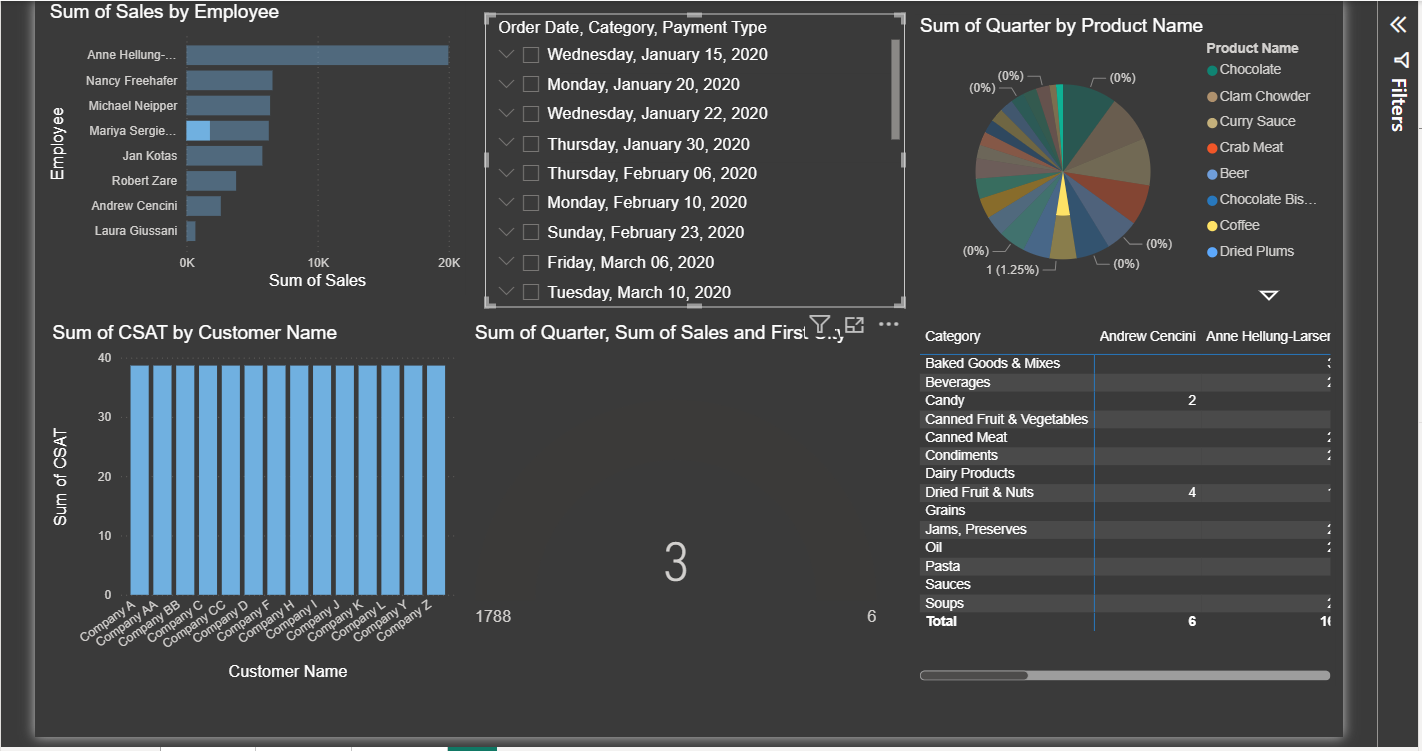 Sum of Sales by Employee
Employee
Anne Hellung-...
Nancy Freehafer
Michael Neipper
Mariya Sergie...
Jan Kotas
Robert Zare
Andrew Cencini
Laura Giussani
0K 10K 20K
Sum of Sales
Order Date, Category, Payment Type
Wednesday, January 15, 2020
Monday, January 20, 2020
Wednesday, January 22, 2020
Thursday, January 30, 2020
Thursday, February 06, 2020
Monday, February 10, 2020
Sunday, February 23, 2020
Friday, March 06, 2020
Tuesday, March 10, 2020
Sum of Quarter by Product Name
(0%)
(0%)
(0%)
(0%)
(0%)
(0%)
1 (1.25%)
Product Name
Chocolate
Clam Chowder
Curry Sauce
Crab Meat
Beer
Chocolate Bis...
Coffee
Dried Plums
Filters
Sum of CSAT by Customer Name
Sum of CSAT
40
30
20
10
0
Company A
Company AA
Company BB
Company C
Company CC
Company D
Company F
Company H
Company I
Company J
Company K
Company L
Company Y
Company Z
Customer Name
Sum of Quarter, Sum of Sales and First City
3
1788 6
Category Andrew Cencini Anne Hellung-Larsen
Baked Goods & Mixes
Beverages
Candy 2
Canned Fruit & Vegetables
Canned Meat
Condiments
Dairy Products
Dried Fruit & Nuts 4
Grains
Jams, Preserves
Oil
Pasta
Sauces
Soups
Total 6